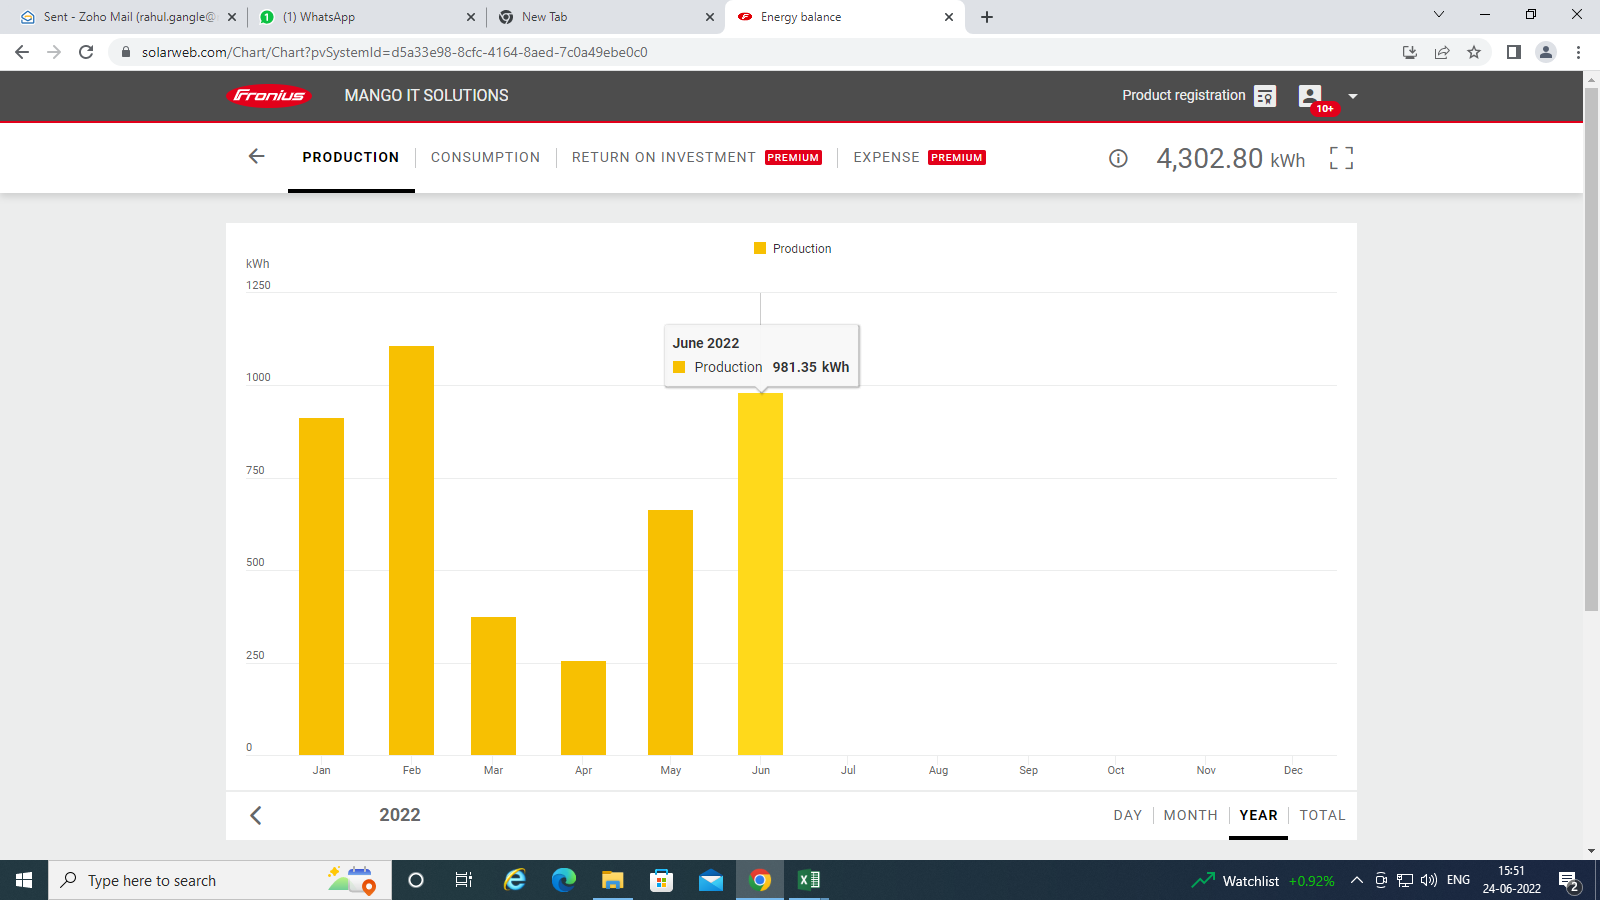 Sent - Zoho Mail (rahul.gangle@
(1) WhatsApp
New Tab
Energy balance
solarweb.com/Chart/Chart?pvSystemId=d5a33e98-8cfc-4164-8aed-7c0a49ebe0c0
Fronius
MANGO IT SOLUTIONS
Product registration
10+
PRODUCTION
CONSUMPTION
RETURN ON INVESTMENT PREMIUM
EXPENSE PREMIUM
4,302.80 kWh
Production
kWh
1250
June 2022
Production 981.35 kWh
1000
750
500
250
0
Jan Feb Mar Apr May Jun Jul Aug Sep Oct Nov Dec
2022
DAY MONTH YEAR TOTAL
Type here to search
Watchlist +0.92%
ENG
15:51
24-06-2022
2